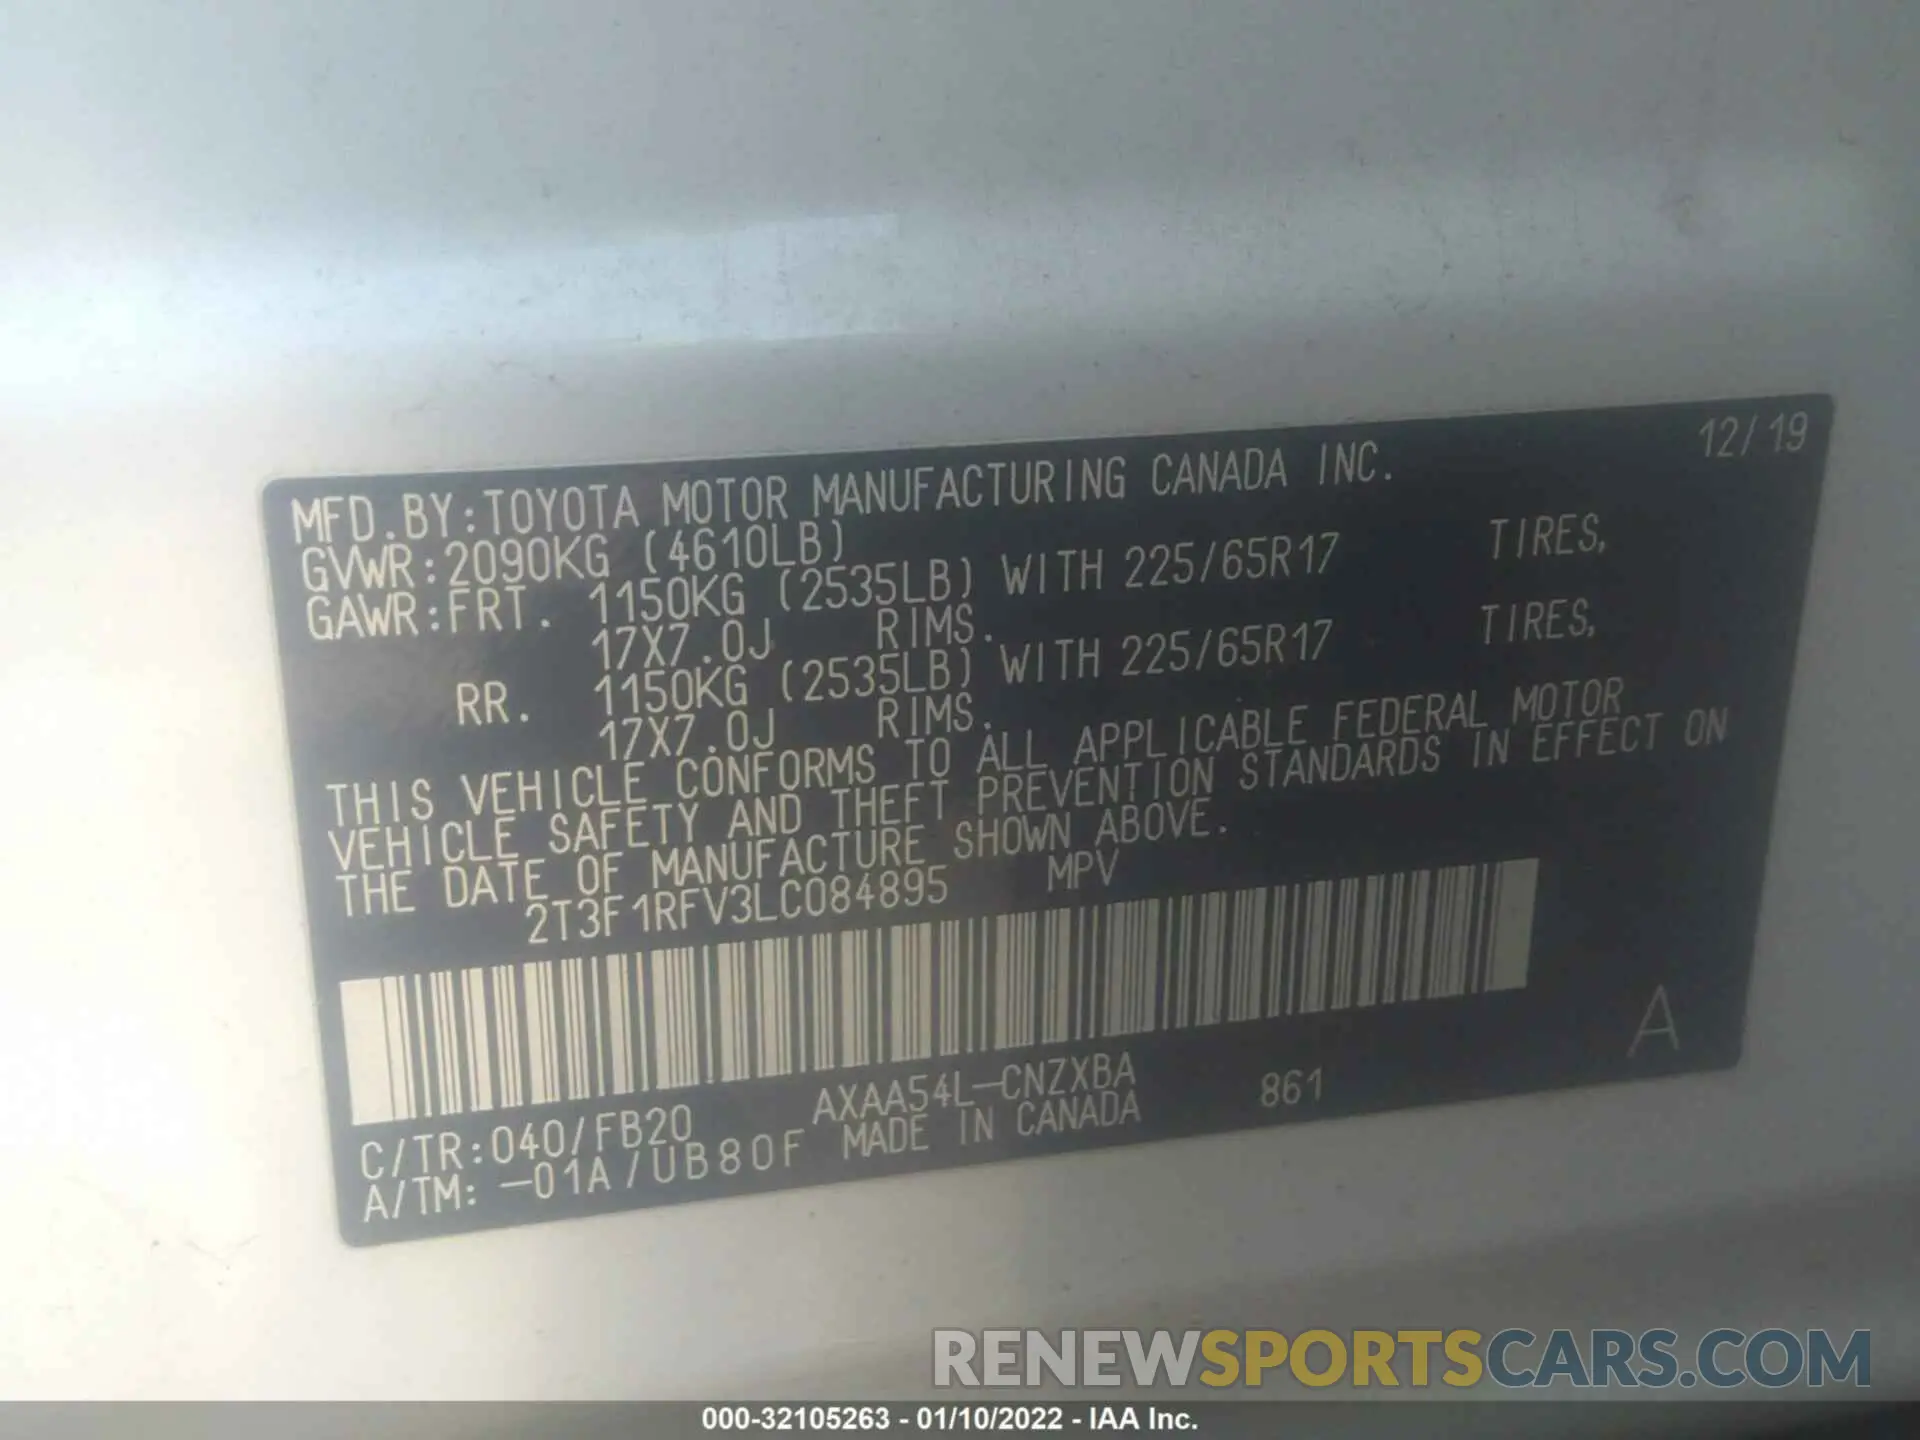 12/19
MFD.BY:TOYOTA MOTOR MANUFACTURING CANADA INC.
GVWR:2090KG (4610LB)
GAWR:FRT. 1150KG (2535LB) WITH 225/65R17 TIRES,
17X7.0J RIMS.
RR. 1150KG (2535LB) WITH 225/65R17 TIRES,
17X7.0J RIMS.
THIS VEHICLE CONFORMS TO ALL APPLICABLE FEDERAL MOTOR
VEHICLE SAFETY AND THEFT PREVENTION STANDARDS IN EFFECT ON
THE DATE OF MANUFACTURE SHOWN ABOVE.
2T3F1RFV3LC084895 MPV
A
C/TR:040/FB20 AXAA54L-CNZXBA 861
A/TM:-01A/UB80F MADE IN CANADA
RENEWSPORTSCARS.COM
000-32105263 - 01/10/2022 - IAA Inc.